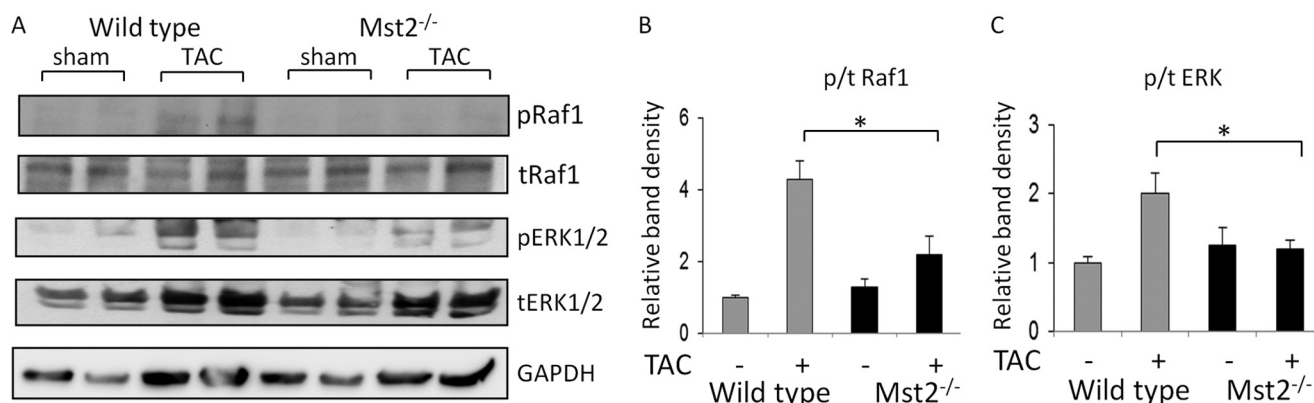 A
Wild type Mst2-/-
sham TAC sham TAC
pRaf1
tRaf1
pERK1/2
tERK1/2
GAPDH
B
p/t Raf1
Relative band density
6
4
2
0
*
TAC - + - +
Wild type Mst2-/-
C
p/t ERK
Relative band density
3
2
1
0
*
TAC - + - +
Wild type Mst2-/-